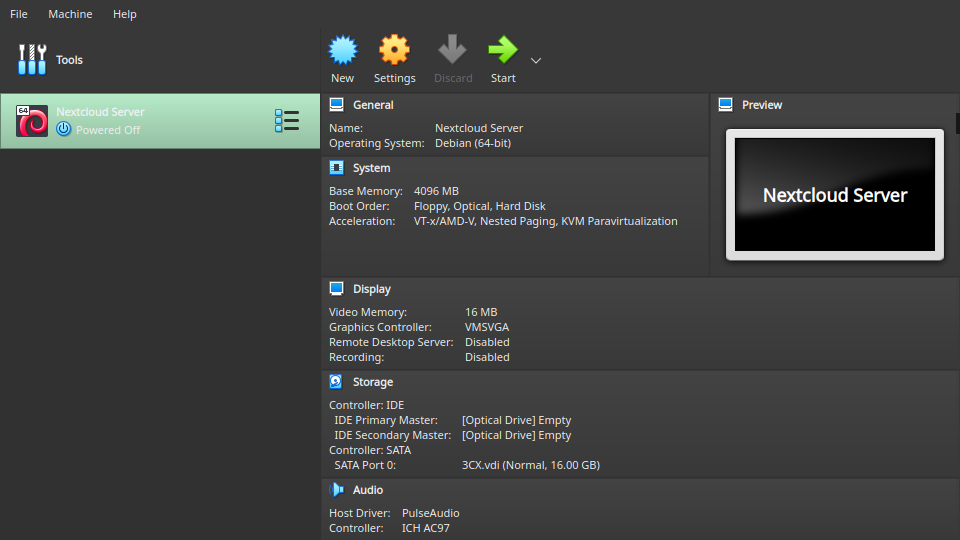 File Machine Help
Tools
New Settings Discard Start
64
Nextcloud Server
Powered Off
General
Name: Nextcloud Server
Operating System: Debian (64-bit)
System
Base Memory: 4096 MB
Boot Order: Floppy, Optical, Hard Disk
Acceleration: VT-x/AMD-V, Nested Paging, KVM Paravirtualization
Preview
Nextcloud Server
Display
Video Memory: 16 MB
Graphics Controller: VMSVGA
Remote Desktop Server: Disabled
Recording: Disabled
Storage
Controller: IDE
IDE Primary Master: [Optical Drive] Empty
IDE Secondary Master: [Optical Drive] Empty
Controller: SATA
SATA Port 0: 3CX.vdi (Normal, 16.00 GB)
Audio
Host Driver: PulseAudio
Controller: ICH AC97